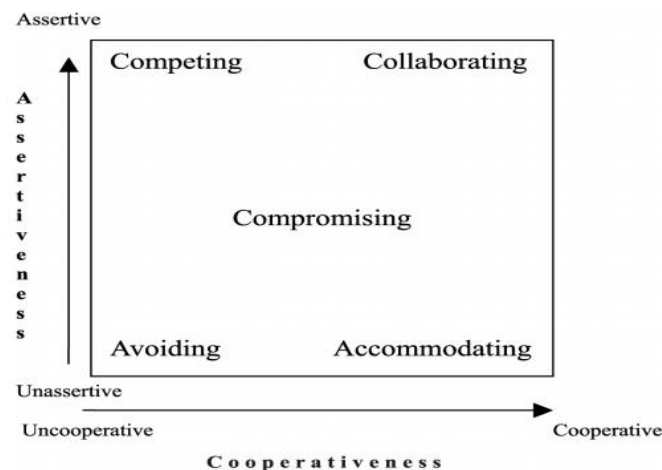 Assertive
Competing Collaborating
Assertiveness
Compromising
Avoiding Accommodating
Unassertive
Uncooperative Cooperative
Cooperativeness